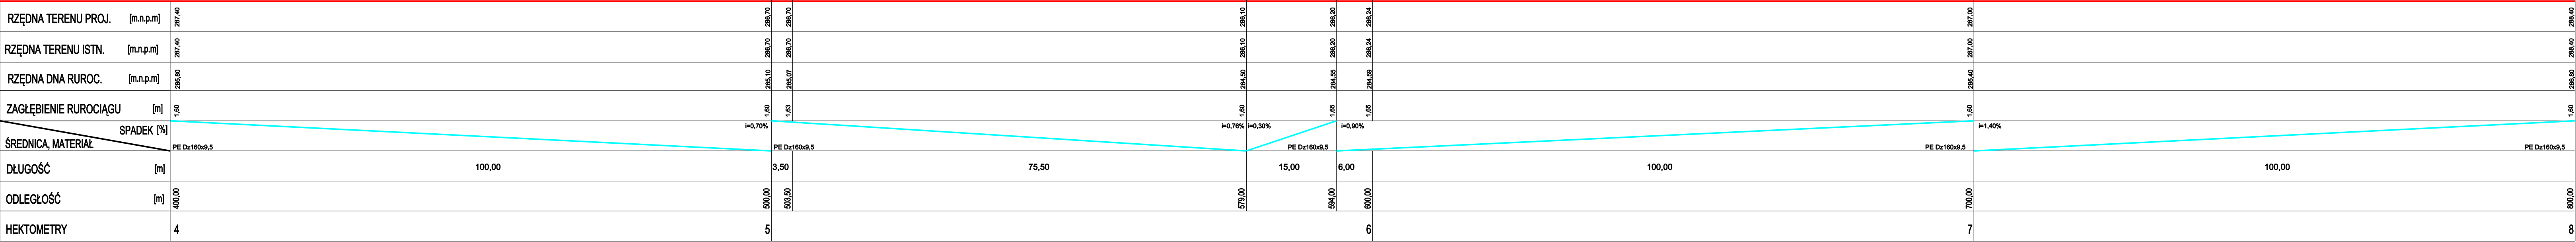 RZĘDNA TERENU PROJ. [m.n.p.m] 287,40 286,70 286,70 286,10 286,20 286,24 287,00 288,40
RZĘDNA TERENU ISTN. [m.n.p.m] 287,40 286,70 286,70 286,10 286,20 286,24 287,00 288,40
RZĘDNA DNA RUROC. [m.n.p.m] 285,80 285,10 285,07 284,50 284,55 284,59 285,40 286,80
ZAGŁĘBIENIE RUROCIĄGU [m] 1,60 1,60 1,63 1,60 1,65 1,65 1,60 1,60
SPADEK [%] i=0,70% i=0,76% i=0,30% i=0,90% i=1,40%
ŚREDNICA, MATERIAŁ PE Dz160x9,5 PE Dz160x9,5 PE Dz160x9,5 PE Dz160x9,5 PE Dz160x9,5
DŁUGOŚĆ [m] 100,00 3,50 75,50 15,00 6,00 100,00 100,00
ODLEGŁOŚĆ [m] 400,00 500,00 503,50 579,00 594,00 600,00 700,00 800,00
HEKTOMETRY 4 5 6 7 8